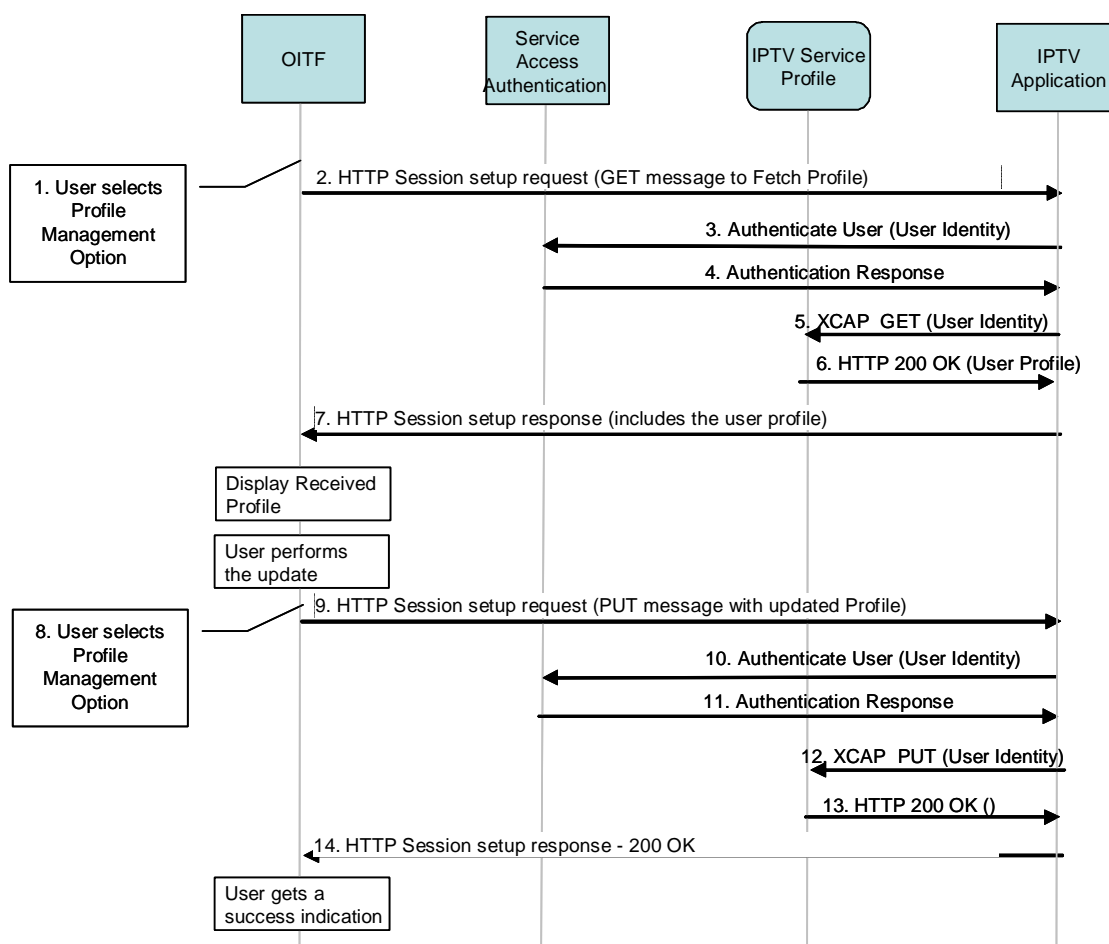 OITF
Service
Access
Authentication
IPTV Service
Profile
IPTV
Application
1. User selects
Profile
Management
Option
2. HTTP Session setup request (GET message to Fetch Profile)
3. Authenticate User (User Identity)
4. Authentication Response
5. XCAP GET (User Identity)
6. HTTP 200 OK (User Profile)
7. HTTP Session setup response (includes the user profile)
Display Received
Profile
User performs
the update
8. User selects
Profile
Management
Option
9. HTTP Session setup request (PUT message with updated Profile)
10. Authenticate User (User Identity)
11. Authentication Response
12. XCAP PUT (User Identity)
13. HTTP 200 OK ()
14. HTTP Session setup response - 200 OK
User gets a
success indication